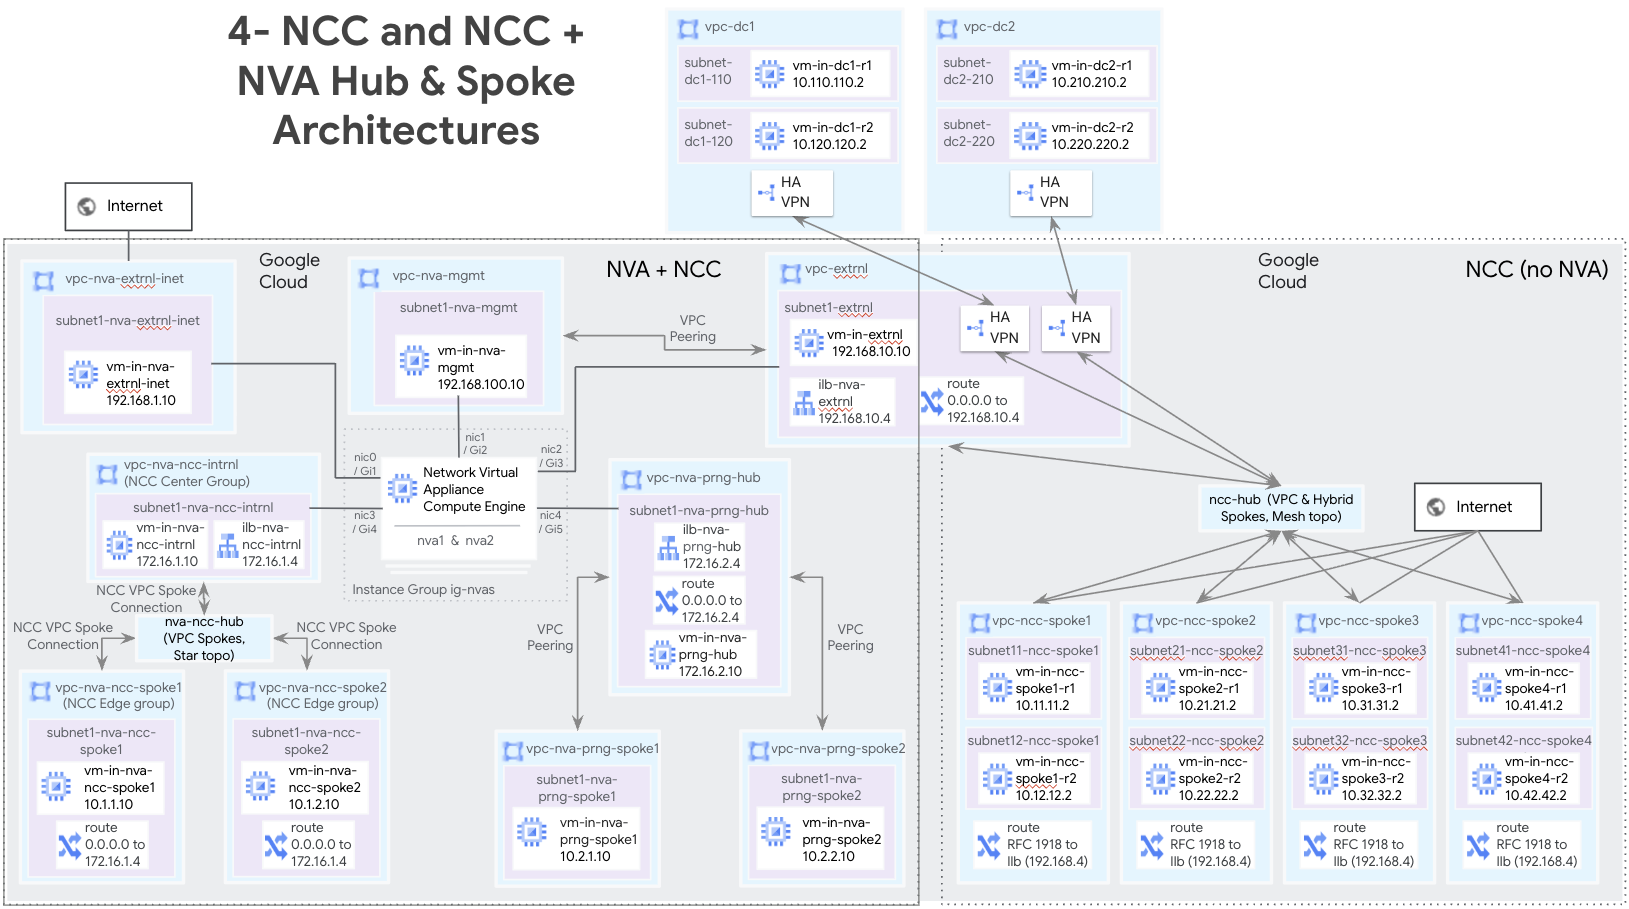 4- NCC and NCC +
NVA Hub & Spoke
Architectures
vpc-dc1
subnet-
dc1-110
vm-in-dc1-r1
10.110.110.2
subnet-
dc1-120
vm-in-dc1-r2
10.120.120.2
HA
VPN
vpc-dc2
subnet-
dc2-210
vm-in-dc2-r1
10.210.210.2
subnet-
dc2-220
vm-in-dc2-r2
10.220.220.2
HA
VPN
Internet
Google
Cloud
NVA + NCC
vpc-nva-extrnl-inet
subnet1-nva-extrnl-inet
vm-in-nva-
extrnl-inet
192.168.1.10
vpc-nva-mgmt
subnet1-nva-mgmt
vm-in-nva-
mgmt
192.168.100.10
VPC
Peering
vpc-extrnl
subnet1-extrnl
vm-in-extrnl
192.168.10.10
ilb-nva-
extrnl
192.168.10.4
route
0.0.0.0 to
192.168.10.4
HA
VPN
HA
VPN
Google
Cloud
NCC (no NVA)
nic0
/ Gi1
nic1
/ Gi2
nic2
/ Gi3
nic3
/ Gi4
nic4
/ Gi5
Network Virtual
Appliance
Compute Engine
nva1 & nva2
Instance Group ig-nvas
vpc-nva-ncc-intrnl
(NCC Center Group)
subnet1-nva-ncc-intrnl
vm-in-nva-
ncc-intrnl
172.16.1.10
ilb-nva-
ncc-intrnl
172.16.1.4
NCC VPC Spoke
Connection
NCC VPC Spoke
Connection
nva-ncc-hub
(VPC Spokes,
Star topo)
NCC VPC Spoke
Connection
vpc-nva-ncc-spoke1
(NCC Edge group)
subnet1-nva-ncc-
spoke1
vm-in-nva-
ncc-spoke1
10.1.1.10
route
0.0.0.0 to
172.16.1.4
vpc-nva-ncc-spoke2
(NCC Edge group)
subnet1-nva-ncc-
spoke2
vm-in-nva-
ncc-spoke2
10.1.2.10
route
0.0.0.0 to
172.16.1.4
vpc-nva-prng-hub
subnet1-nva-prng-hub
ilb-nva-
prng-hub
172.16.2.4
route
0.0.0.0 to
172.16.2.4
vm-in-nva-
prng-hub
172.16.2.10
VPC
Peering
VPC
Peering
vpc-nva-prng-spoke1
subnet1-nva-
prng-spoke1
vm-in-nva-
prng-spoke1
10.2.1.10
vpc-nva-prng-spoke2
subnet1-nva-
prng-spoke2
vm-in-nva-
prng-spoke2
10.2.2.10
ncc-hub (VPC & Hybrid
Spokes, Mesh topo)
Internet
vpc-ncc-spoke1
subnet11-ncc-spoke1
vm-in-ncc-
spoke1-r1
10.11.11.2
subnet12-ncc-spoke1
vm-in-ncc-
spoke1-r2
10.12.12.2
route
RFC 1918 to
Ilb (192.168.4)
vpc-ncc-spoke2
subnet21-ncc-spoke2
vm-in-ncc-
spoke2-r1
10.21.21.2
subnet22-ncc-spoke2
vm-in-ncc-
spoke2-r2
10.22.22.2
route
RFC 1918 to
Ilb (192.168.4)
vpc-ncc-spoke3
subnet31-ncc-spoke3
vm-in-ncc-
spoke3-r1
10.31.31.2
subnet32-ncc-spoke3
vm-in-ncc-
spoke3-r2
10.32.32.2
route
RFC 1918 to
Ilb (192.168.4)
vpc-ncc-spoke4
subnet41-ncc-spoke4
vm-in-ncc-
spoke4-r1
10.41.41.2
subnet42-ncc-spoke4
vm-in-ncc-
spoke4-r2
10.42.42.2
route
RFC 1918 to
Ilb (192.168.4)